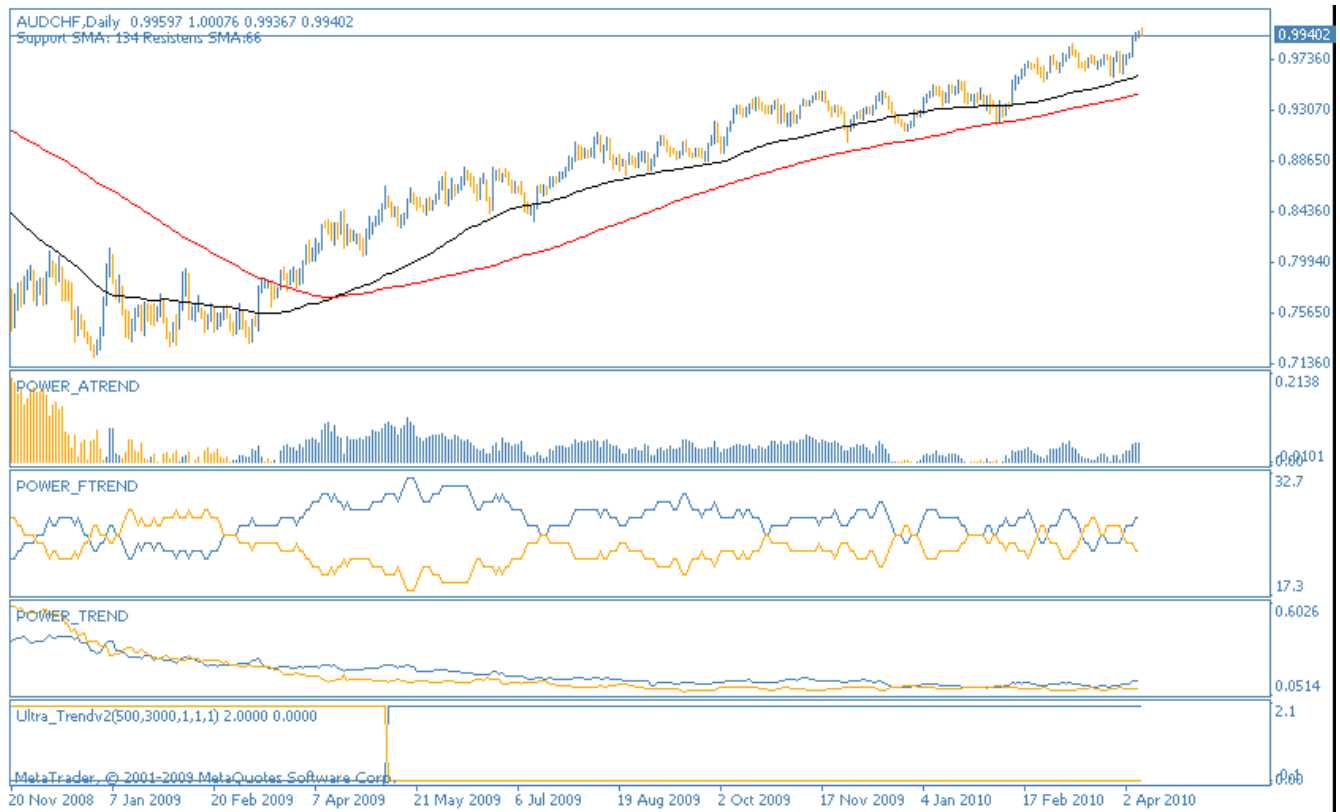 AUDCHF,Daily 0.99597 1.00076 0.99367 0.99402
Support SMA: 134 Resistens SMA:66
0.99402
0.97360
0.93070
0.88650
0.84360
0.79940
0.75650
0.71360
POWER_ATREND
0.2138
0.0101
0.00
POWER_FTREND
32.7
17.3
POWER_TREND
0.6026
0.0514
Ultra_Trendv2(500,3000,1,1,1) 2.0000 0.0000
2.1
0.00
MetaTrader, © 2001-2009 MetaQuotes Software Corp.
20 Nov 2008 7 Jan 2009 20 Feb 2009 7 Apr 2009 21 May 2009 6 Jul 2009 19 Aug 2009 2 Oct 2009 17 Nov 2009 4 Jan 2010 17 Feb 2010 2 Apr 2010